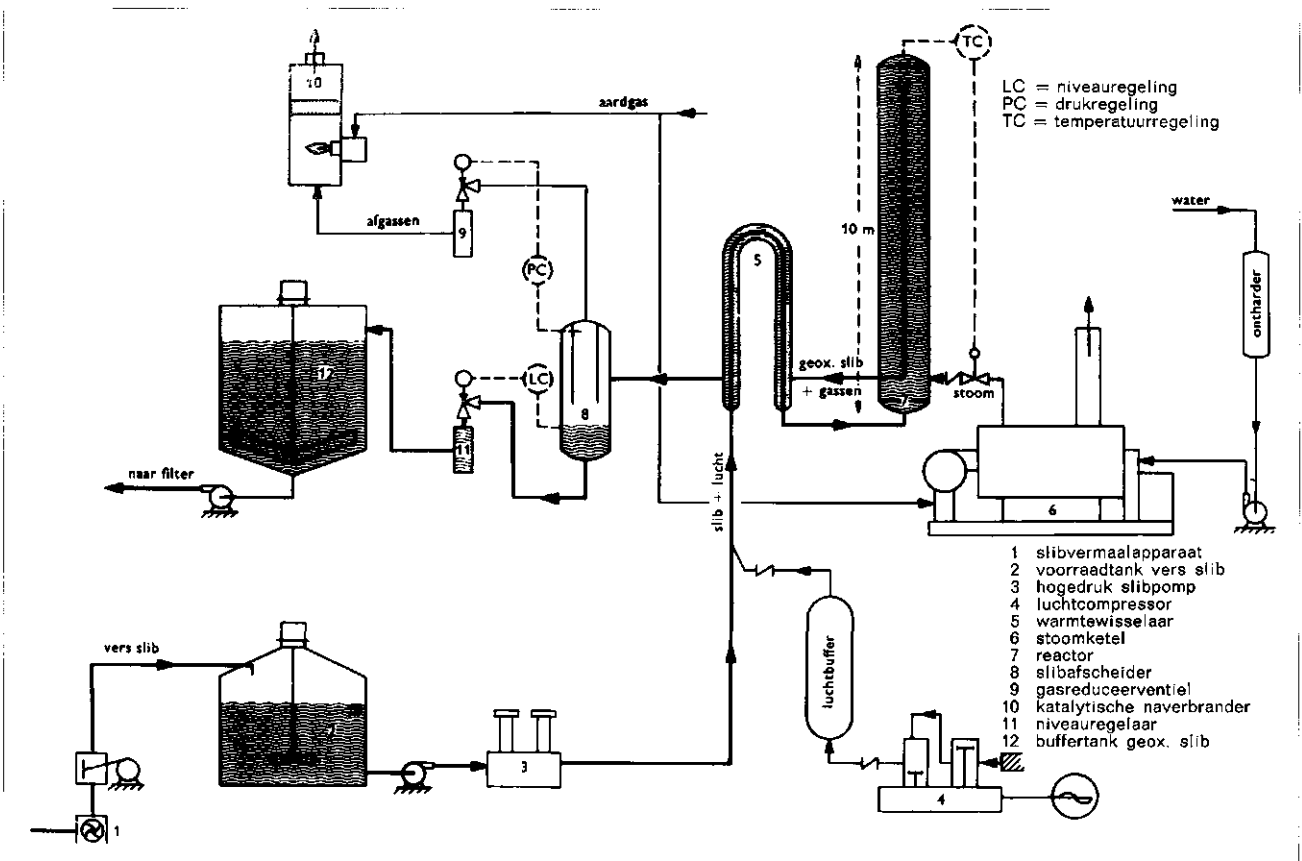 10
TC
LC = niveauregeling
PC = drukregeling
TC = temperatuurregeling
aardgas
afgassen
9
10 m
5
water
ontharder
PC
12
LC
8
11
geox. slib
+ gassen
7
stoom
naar filter
slib + lucht
6
1 slibvermaalapparaat
2 voorraadtank vers slib
3 hogedruk slibpomp
4 luchtcompressor
5 warmtewisselaar
6 stoomketel
7 reactor
8 slibafscheider
9 gasreduceerventiel
10 katalytische naverbrander
11 niveauregelaar
12 buffertank geox. slib
vers slib
luchtbuffer
2
3
4
1